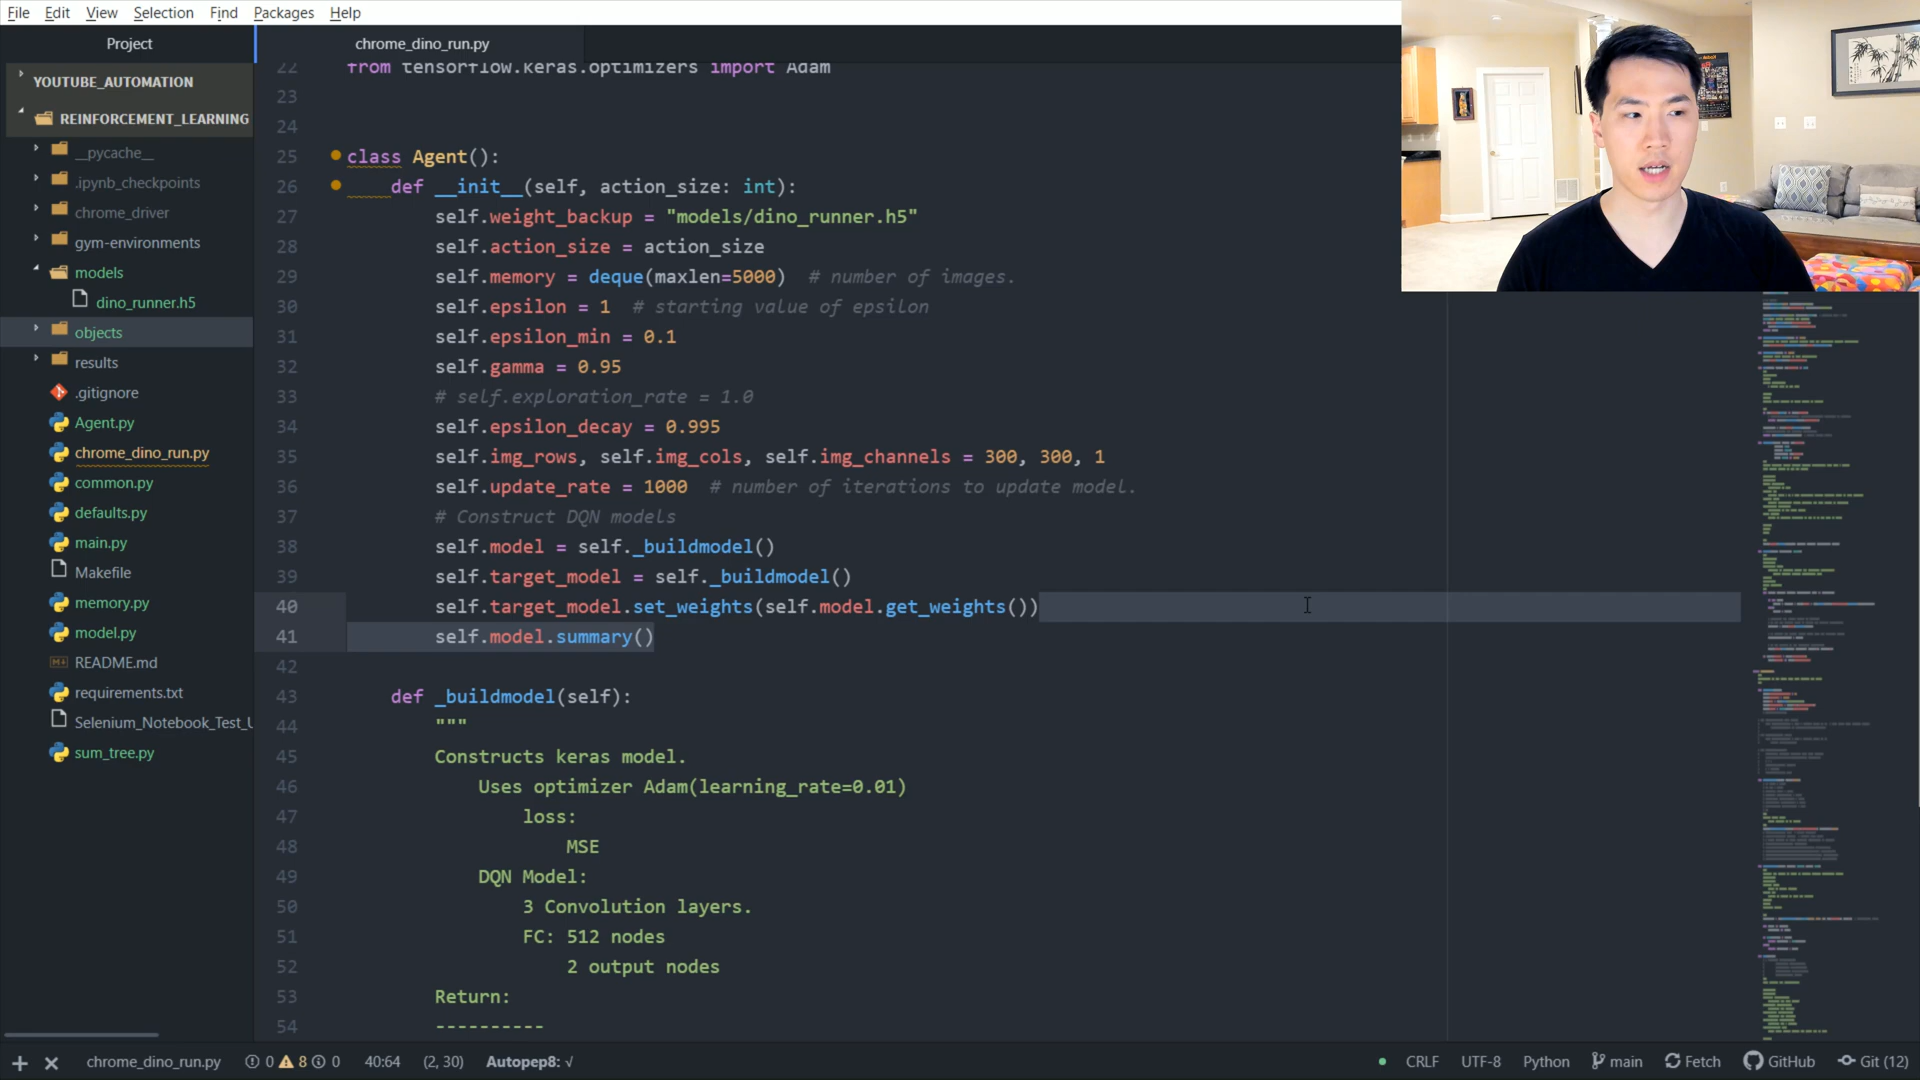 File Edit View Selection Find Packages Help
Project
YOUTUBE_AUTOMATION
REINFORCEMENT_LEARNING
__pycache__
.ipynb_checkpoints
chrome_driver
gym-environments
models
dino_runner.h5
objects
results
.gitignore
Agent.py
chrome_dino_run.py
common.py
defaults.py
main.py
Makefile
memory.py
model.py
README.md
requirements.txt
Selenium_Notebook_Test_
sum_tree.py
chrome_dino_run.py
22 from tensorflow.keras.optimizers import Adam
23
24
25 class Agent():
26 def __init__(self, action_size: int):
27 self.weight_backup = "models/dino_runner.h5"
28 self.action_size = action_size
29 self.memory = deque(maxlen=5000) # number of images.
30 self.epsilon = 1 # starting value of epsilon
31 self.epsilon_min = 0.1
32 self.gamma = 0.95
33 # self.exploration_rate = 1.0
34 self.epsilon_decay = 0.995
35 self.img_rows, self.img_cols, self.img_channels = 300, 300, 1
36 self.update_rate = 1000 # number of iterations to update model.
37 # Construct DQN models
38 self.model = self._buildmodel()
39 self.target_model = self._buildmodel()
40 self.target_model.set_weights(self.model.get_weights())
41 self.model.summary()
42
43 def _buildmodel(self):
44 """
45 Constructs keras model.
46 Uses optimizer Adam(learning_rate=0.01)
47 loss:
48 MSE
49 DQN Model:
50 3 Convolution layers.
51 FC: 512 nodes
52 2 output nodes
53 Return:
54 ----------
chrome_dino_run.py 0 8 0 40:64 (2, 30) Autopep8: √ CRLF UTF-8 Python main Fetch GitHub Git (12)